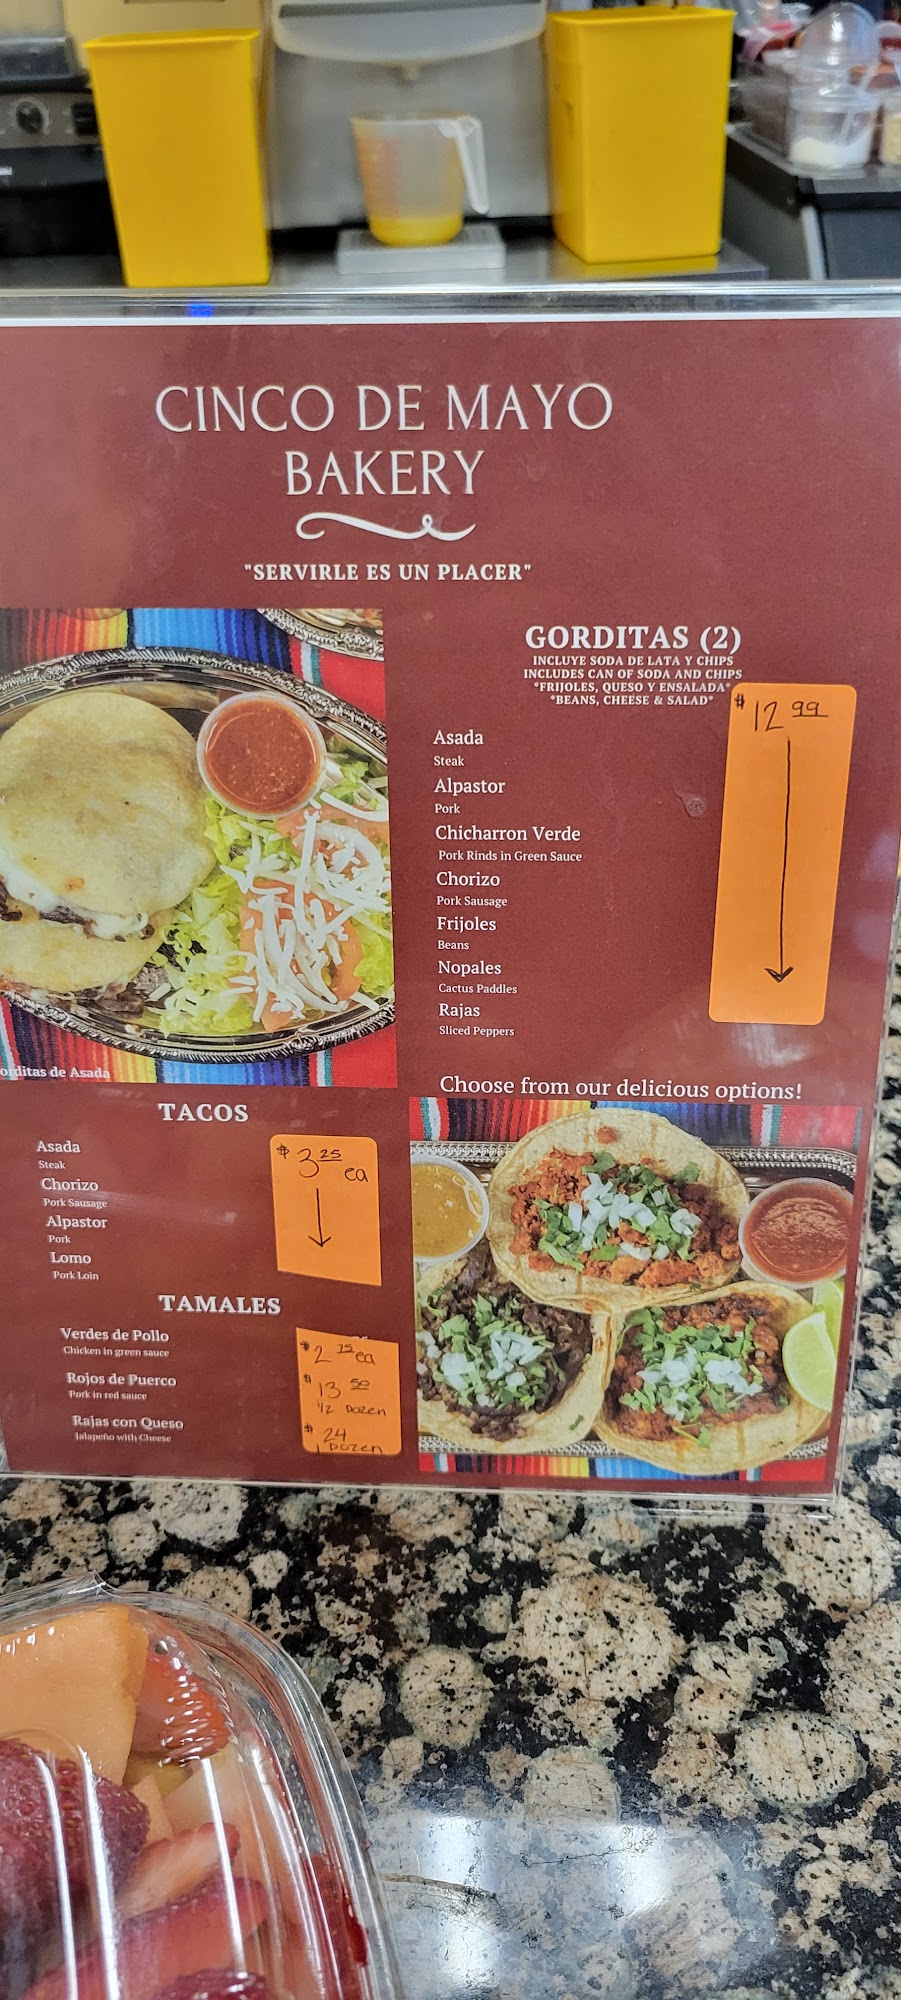 CINCO DE MAYO
BAKERY
"SERVIRLE ES UN PLACER"
GORDITAS (2)
INCLUYE SODA DE LATA Y CHIPS
INCLUDES CAN OF SODA AND CHIPS
*FRIJOLES, QUESO Y ENSALADA*
*BEANS, CHEESE & SALAD*
$12 99
Asada
Steak
Alpastor
Pork
Chicharron Verde
Pork Rinds in Green Sauce
Chorizo
Pork Sausage
Frijoles
Beans
Nopales
Cactus Paddles
Rajas
Sliced Peppers
Choose from our delicious options!
orditas de Asada
TACOS
$3 25 ea
Asada
Steak
Chorizo
Pork Sausage
Alpastor
Pork
Lomo
Pork Loin
TAMALES
Verdes de Pollo
Chicken in green sauce
Rojos de Puerco
Pork in red sauce
Rajas con Queso
Jalapeño with Cheese
$2 75 ea
$13 50
1/2 Dozen
$24
1 Dozen